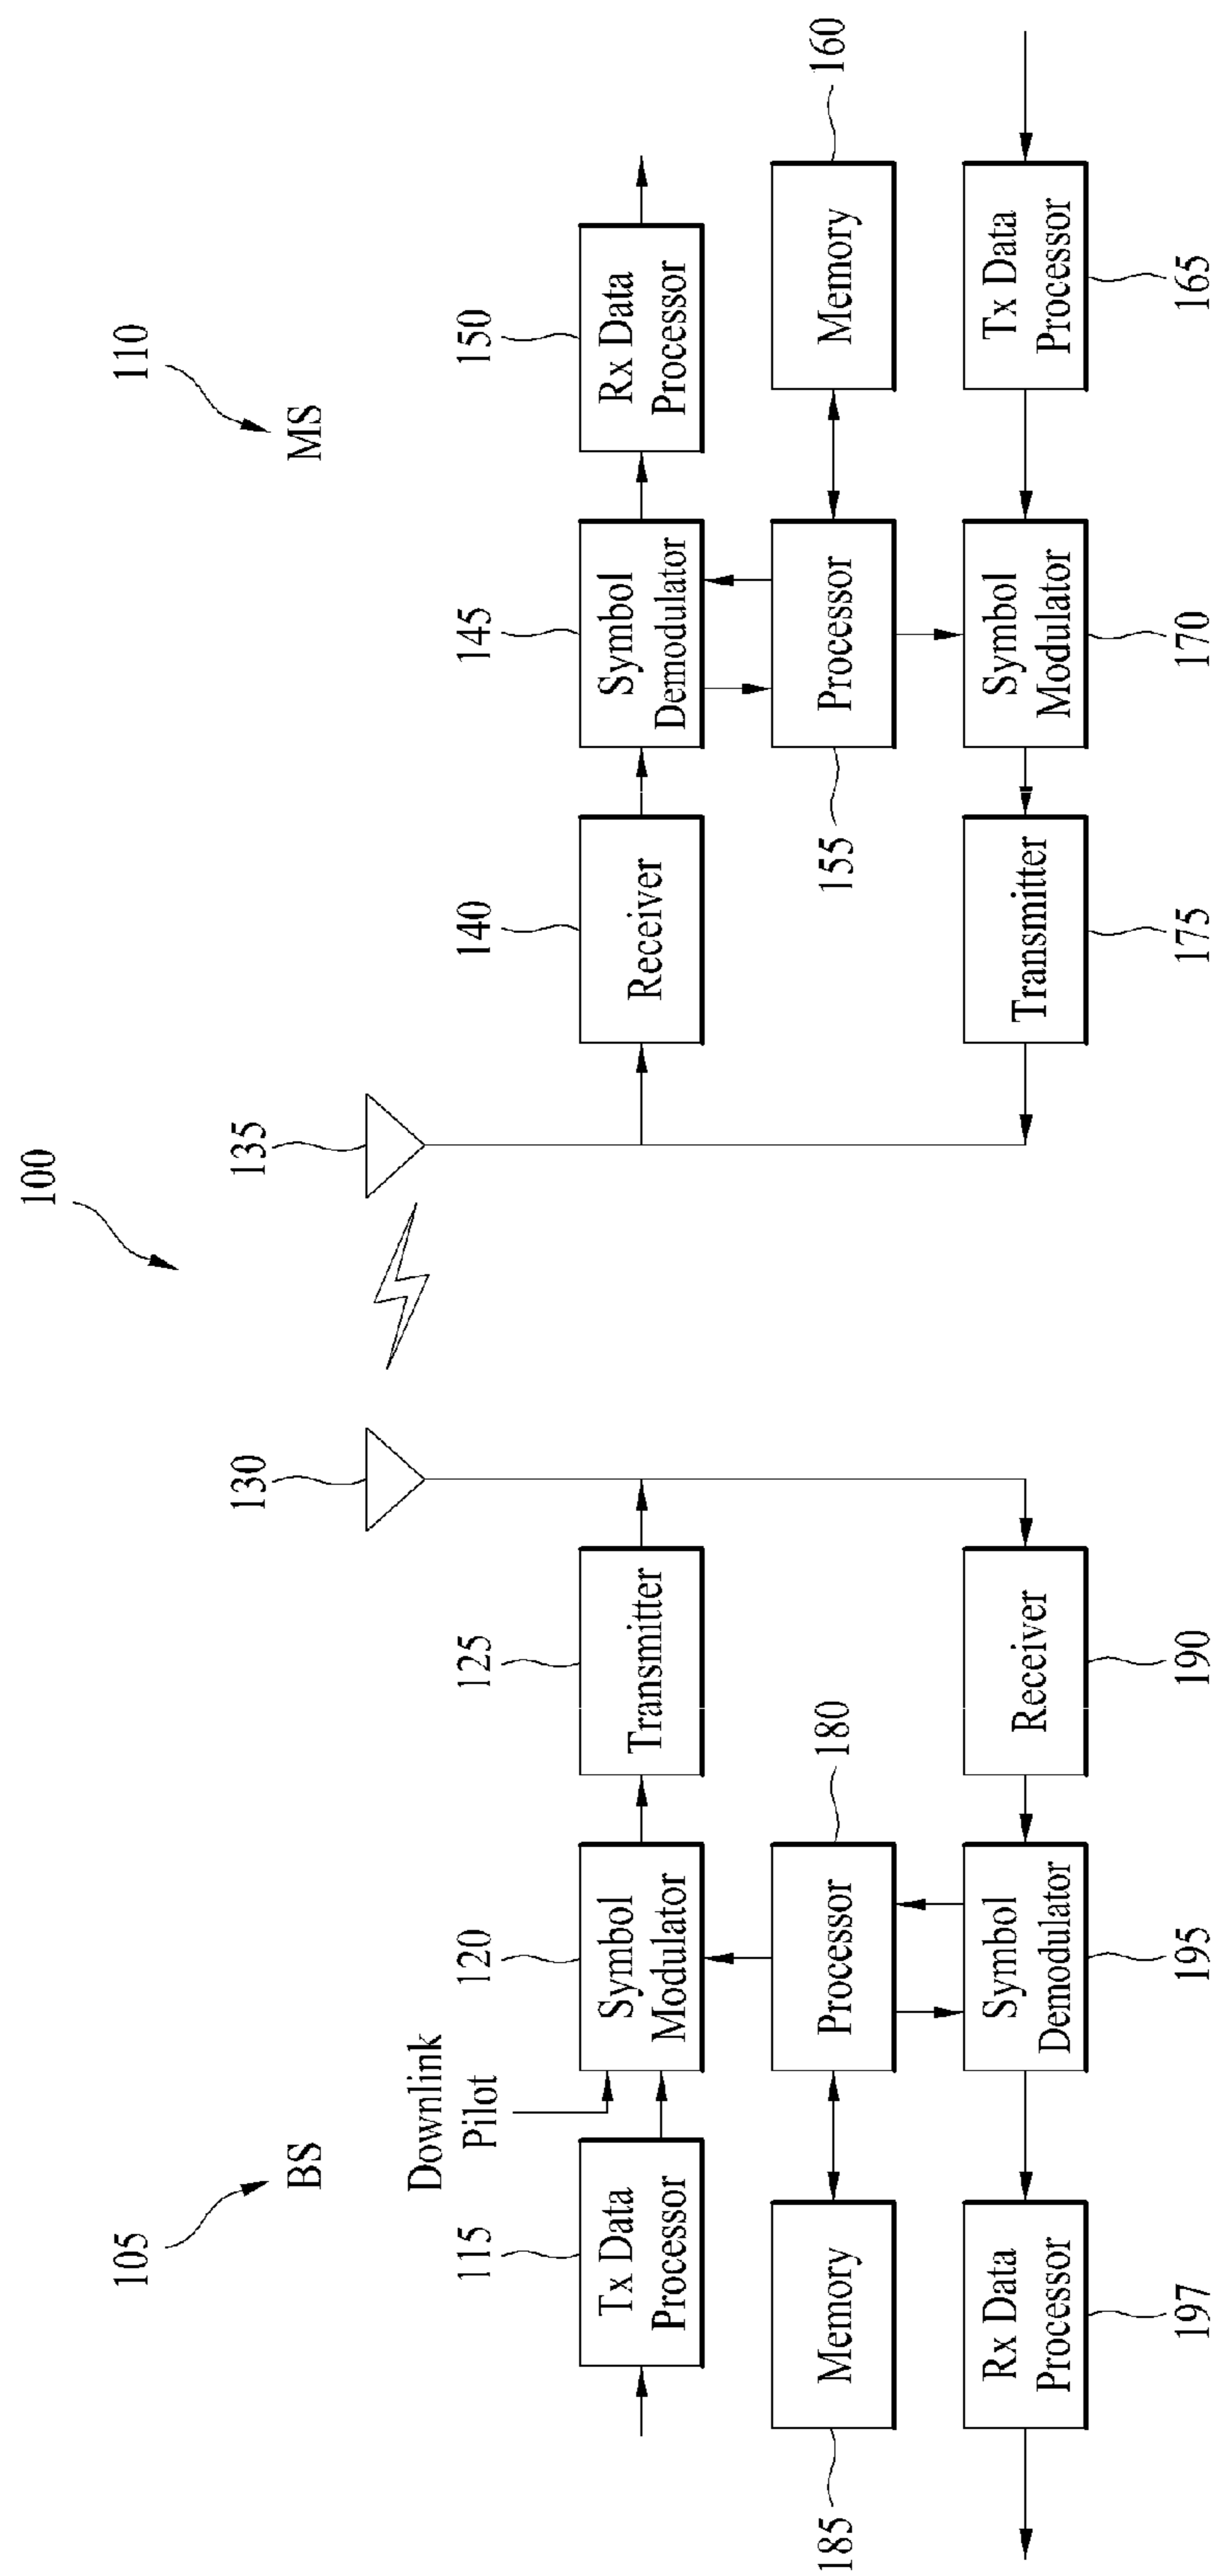 100
105
BS
110
MS
Downlink
Pilot
115
Tx Data
Processor
120
Symbol
Modulator
125
Transmitter
130
135
140
Receiver
145
Symbol
Demodulator
150
Rx Data
Processor
185
Memory
180
Processor
155
Processor
160
Memory
197
Rx Data
Processor
195
Symbol
Demodulator
190
Receiver
175
Transmitter
170
Symbol
Modulator
165
Tx Data
Processor